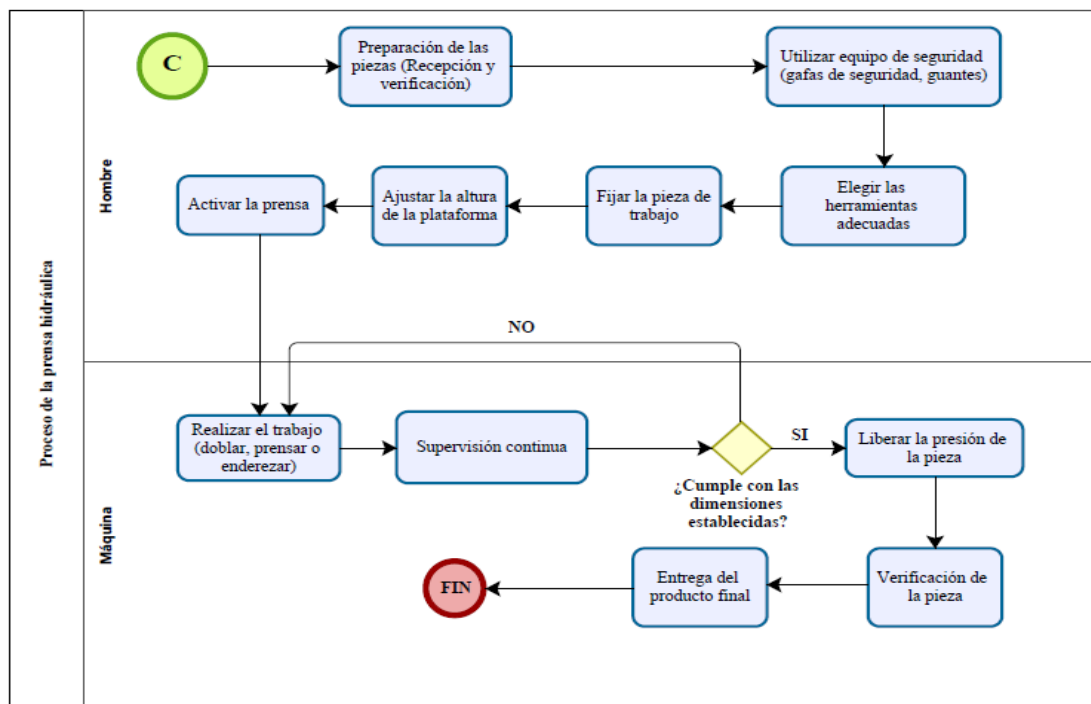 Proceso de la prensa hidráulica
Hombre
C
Preparación de las
piezas (Recepción y
verificación)
Utilizar equipo de seguridad
(gafas de seguridad, guantes)
Elegir las
herramientas
adecuadas
Fijar la pieza de
trabajo
Ajustar la altura
de la plataforma
Activar la prensa
NO
Máquina
Realizar el trabajo
(doblar, prensar o
enderezar)
Supervisión continua
¿Cumple con las
dimensiones
establecidas?
SI
Liberar la presión de
la pieza
Verificación de
la pieza
Entrega del
producto final
FIN